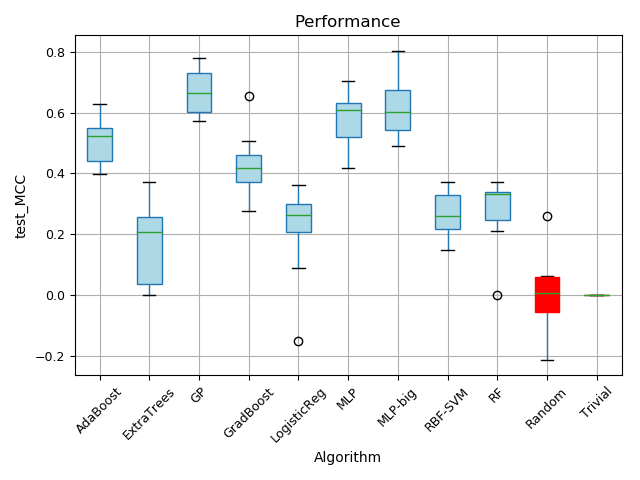 Performance
test_MCC
0.8
0.6
0.4
0.2
0.0
−0.2
AdaBoost
ExtraTrees
GP
GradBoost
LogisticReg
MLP
MLP-big
RBF-SVM
RF
Random
Trivial
Algorithm